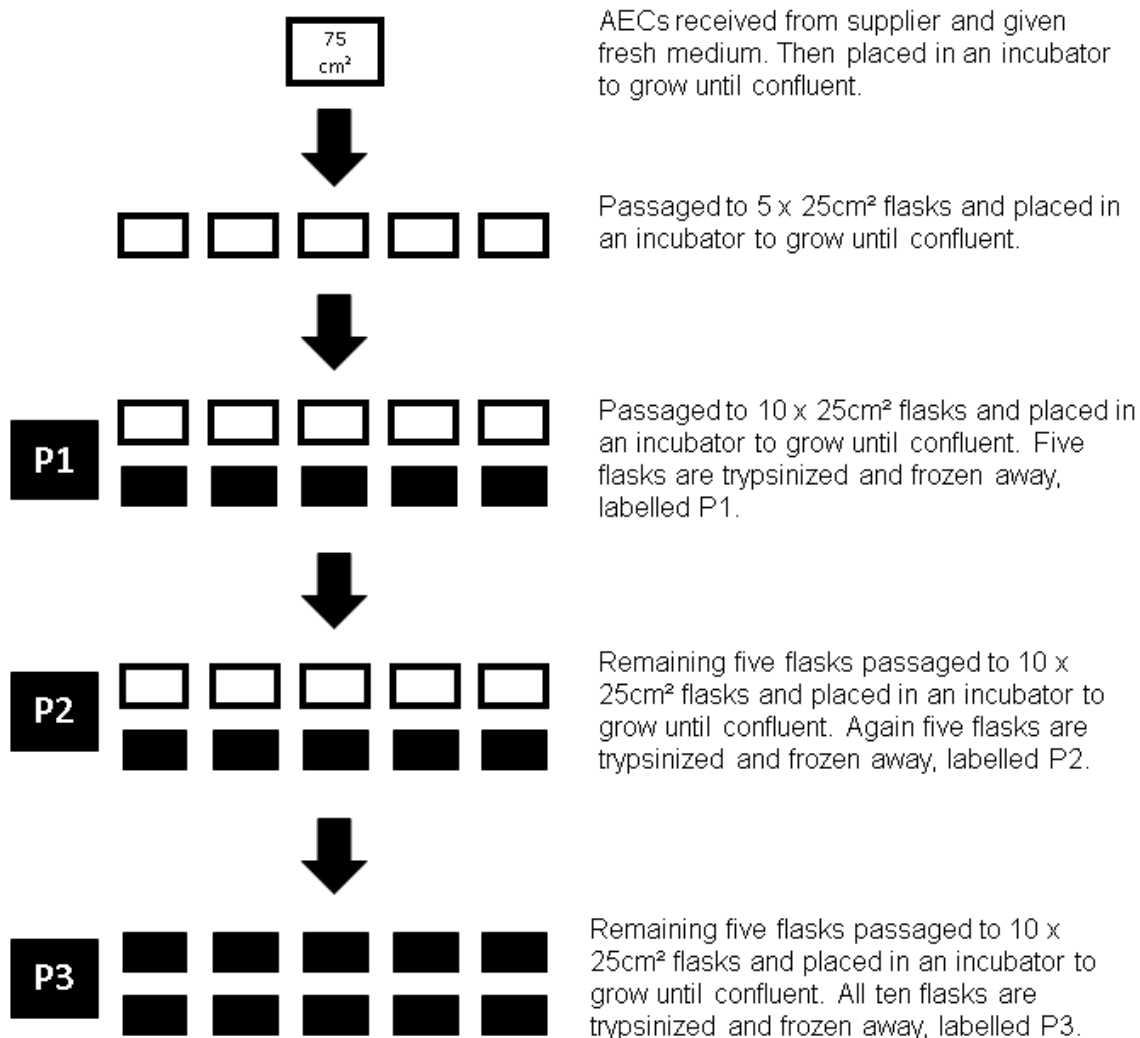 75
cm²
AECs received from supplier and given
fresh medium. Then placed in an incubator
to grow until confluent.
Passaged to 5 x 25cm² flasks and placed in
an incubator to grow until confluent.
P1
Passaged to 10 x 25cm² flasks and placed in
an incubator to grow until confluent. Five
flasks are trypsinized and frozen away,
labelled P1.
P2
Remaining five flasks passaged to 10 x
25cm² flasks and placed in an incubator to
grow until confluent. Again five flasks are
trypsinized and frozen away, labelled P2.
P3
Remaining five flasks passaged to 10 x
25cm² flasks and placed in an incubator to
grow until confluent. All ten flasks are
trypsinized and frozen away, labelled P3.